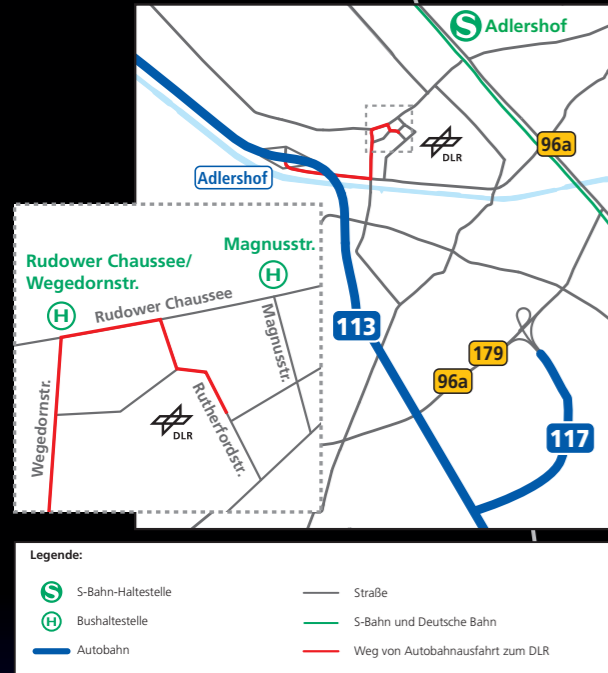 S Adlershof
96a
DLR
Adlershof
Rudower Chaussee/
Wegedornstr.
H
Magnusstr.
H
Rudower Chaussee
Magnusstr.
Wegedornstr.
Rutherfordstr.
DLR
113
179
96a
117
Legende:
S S-Bahn-Haltestelle
H Bushaltestelle
Autobahn
Straße
S-Bahn und Deutsche Bahn
Weg von Autobahnausfahrt zum DLR